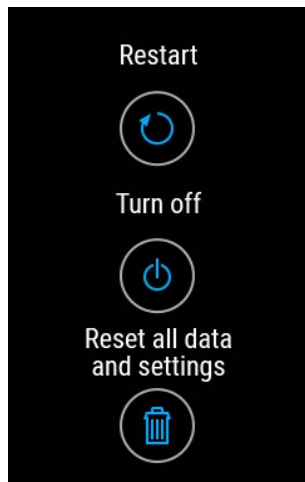 Restart
Turn off
Reset all data
and settings